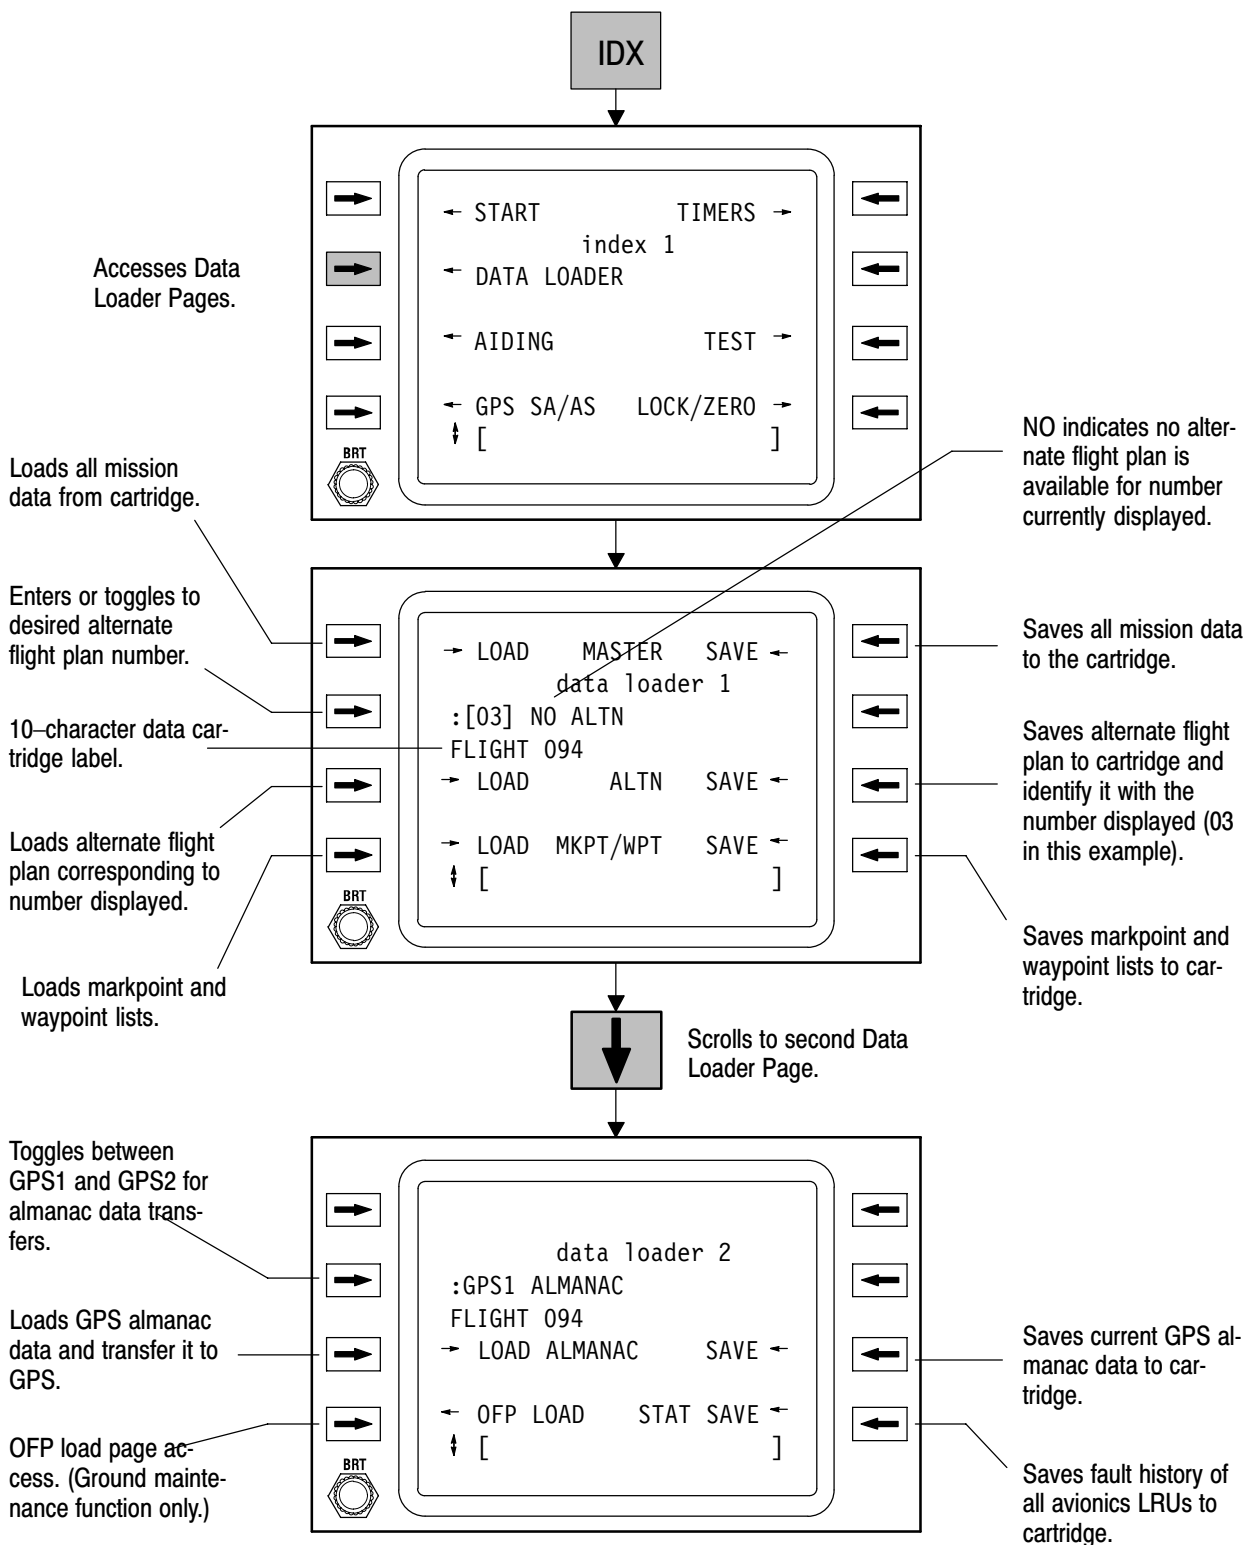 IDX
Accesses Data
Loader Pages.
← START TIMERS →
index 1
← DATA LOADER
← AIDING TEST →
← GPS SA/AS LOCK/ZERO →
[ ]
BRT
Loads all mission
data from cartridge.
Enters or toggles to
desired alternate
flight plan number.
10–character data car-
tridge label.
Loads alternate flight
plan corresponding to
number displayed.
Loads markpoint and
waypoint lists.
→ LOAD MASTER SAVE ←
data loader 1
:[03] NO ALTN
FLIGHT 094
→ LOAD ALTN SAVE ←
→ LOAD MKPT/WPT SAVE ←
[ ]
BRT
NO indicates no alter-
nate flight plan is
available for number
currently displayed.
Saves all mission data
to the cartridge.
Saves alternate flight
plan to cartridge and
identify it with the
number displayed (03
in this example).
Saves markpoint and
waypoint lists to car-
tridge.
Scrolls to second Data
Loader Page.
Toggles between
GPS1 and GPS2 for
almanac data trans-
fers.
Loads GPS almanac
data and transfer it to
GPS.
OFP load page ac-
cess. (Ground mainte-
nance function only.)
data loader 2
:GPS1 ALMANAC
FLIGHT 094
→ LOAD ALMANAC SAVE ←
← OFP LOAD STAT SAVE ←
[ ]
BRT
Saves current GPS al-
manac data to car-
tridge.
Saves fault history of
all avionics LRUs to
cartridge.